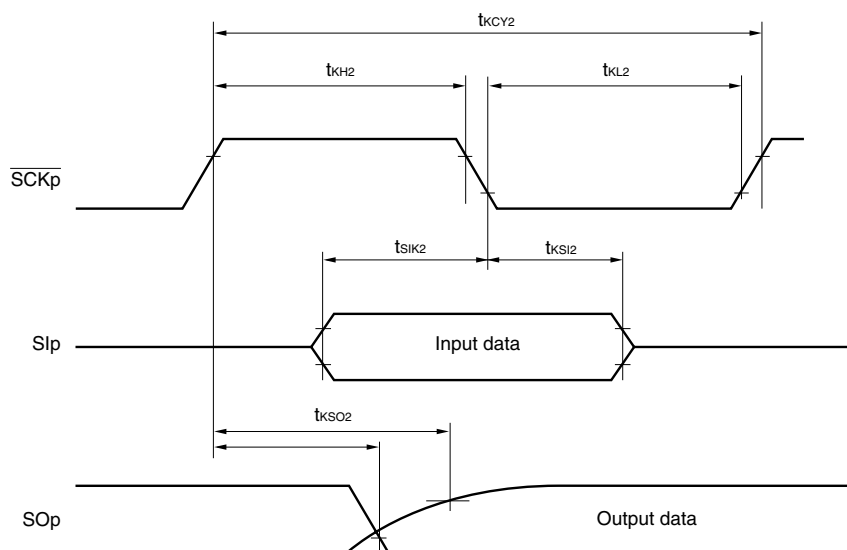 tKCY2
tKH2
tKL2
SCKp
tSIK2
tKSI2
SIp
Input data
tKSO2
SOp
Output data